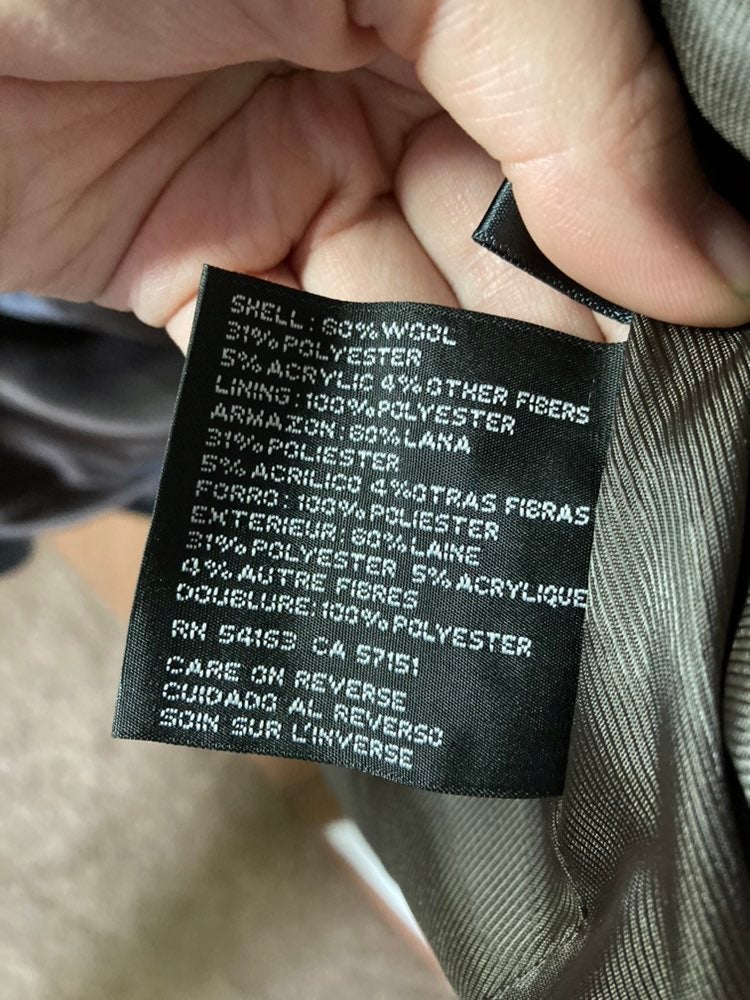 SHELL: 60% WOOL
31% POLYESTER
5% ACRYLIC 4% OTHER FIBERS
LINING: 100% POLYESTER
ARMAZON: 60% LANA
31% POLIESTER
5% ACRILICO 4% OTRAS FIBRAS
FORRO: 100% POLIESTER
EXTERIEUR: 60% LAINE
31% POLYESTER 5% ACRYLIQUE
4% AUTRE FIBRES
DOUBLURE: 100% POLYESTER
RN 54163 CA 57151
CARE ON REVERSE
CUIDADO AL REVERSO
SOIN SUR L'INVERSE